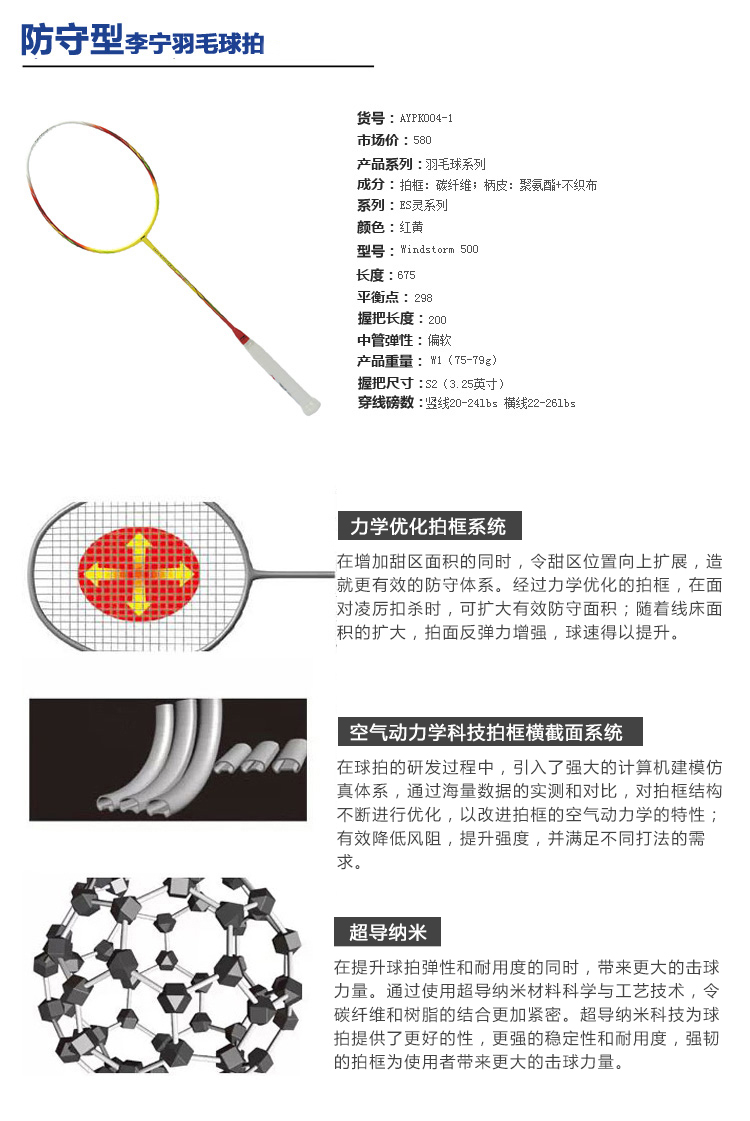 防守型李宁羽毛球拍
货号：AYPK004-1
市场价：580
产品系列：羽毛球系列
成分：拍框：碳纤维；柄皮：聚氨酯+不织布
系列：ES灵系列
颜色：红黄
型号：Windstorm 500
长度：675
平衡点：298
握把长度：200
中管弹性：偏软
产品重量：W1（75-79g）
握把尺寸：S2（3.25英寸）
穿线磅数：竖线20-24lbs 横线22-26lbs
力学优化拍框系统
在增加甜区面积的同时，令甜区位置向上扩展，造
就更有效的防守体系。经过力学优化的拍框，在面
对凌厉扣杀时，可扩大有效防守面积；随着线床面
积的扩大，拍面反弹力增强，球速得以提升。
空气动力学科技拍框横截面系统
在球拍的研发过程中，引入了强大的计算机建模仿
真体系，通过海量数据的实测和对比，对拍框结构
不断进行优化，以改进拍框的空气动力学的特性；
有效降低风阻，提升强度，并满足不同打法的需
求。
超导纳米
在提升球拍弹性和耐用度的同时，带来更大的击球
力量。通过使用超导纳米材料科学与工艺技术，令
碳纤维和树脂的结合更加紧密。超导纳米科技为球
拍提供了更好的性，更强的稳定性和耐用度，强韧
的拍框为使用者带来更大的击球力量。